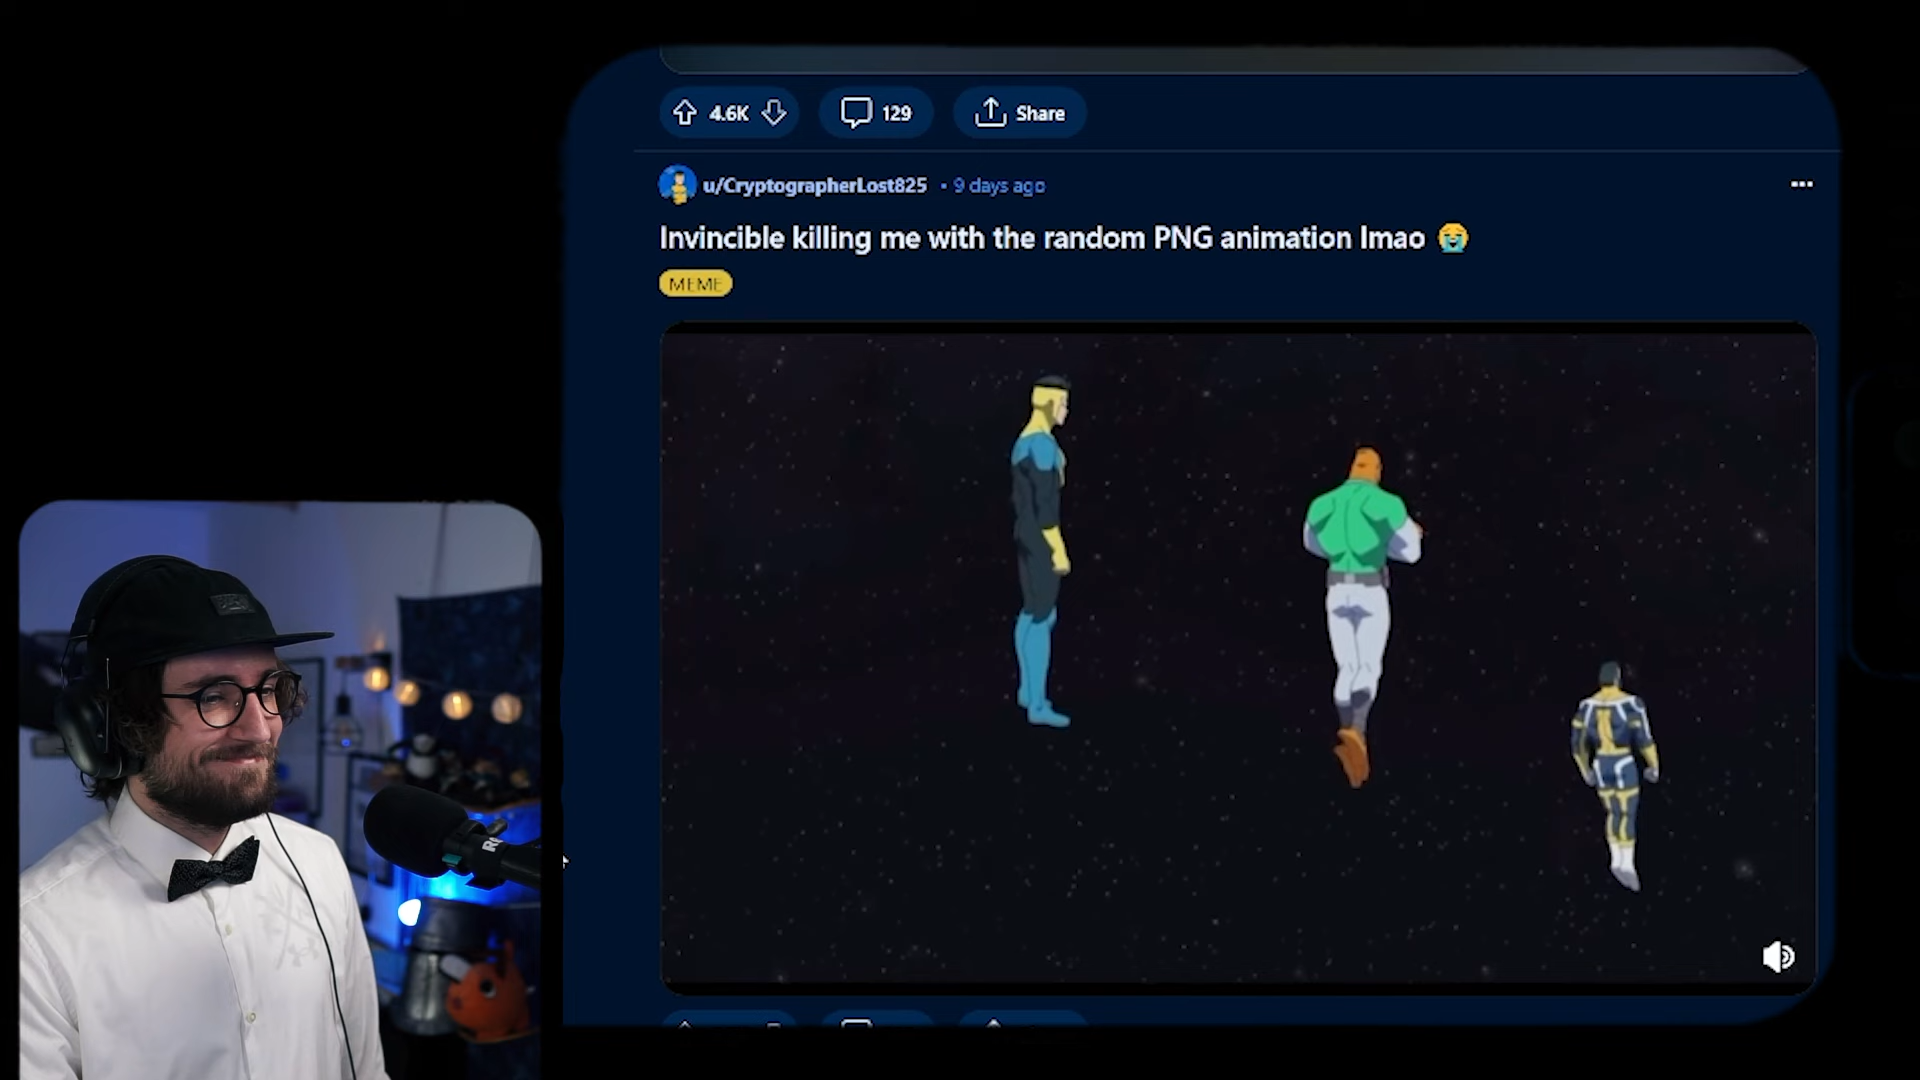 4.6K 129 Share
u/CryptographerLost825 • 9 days ago
Invincible killing me with the random PNG animation lmao 😭
MEME